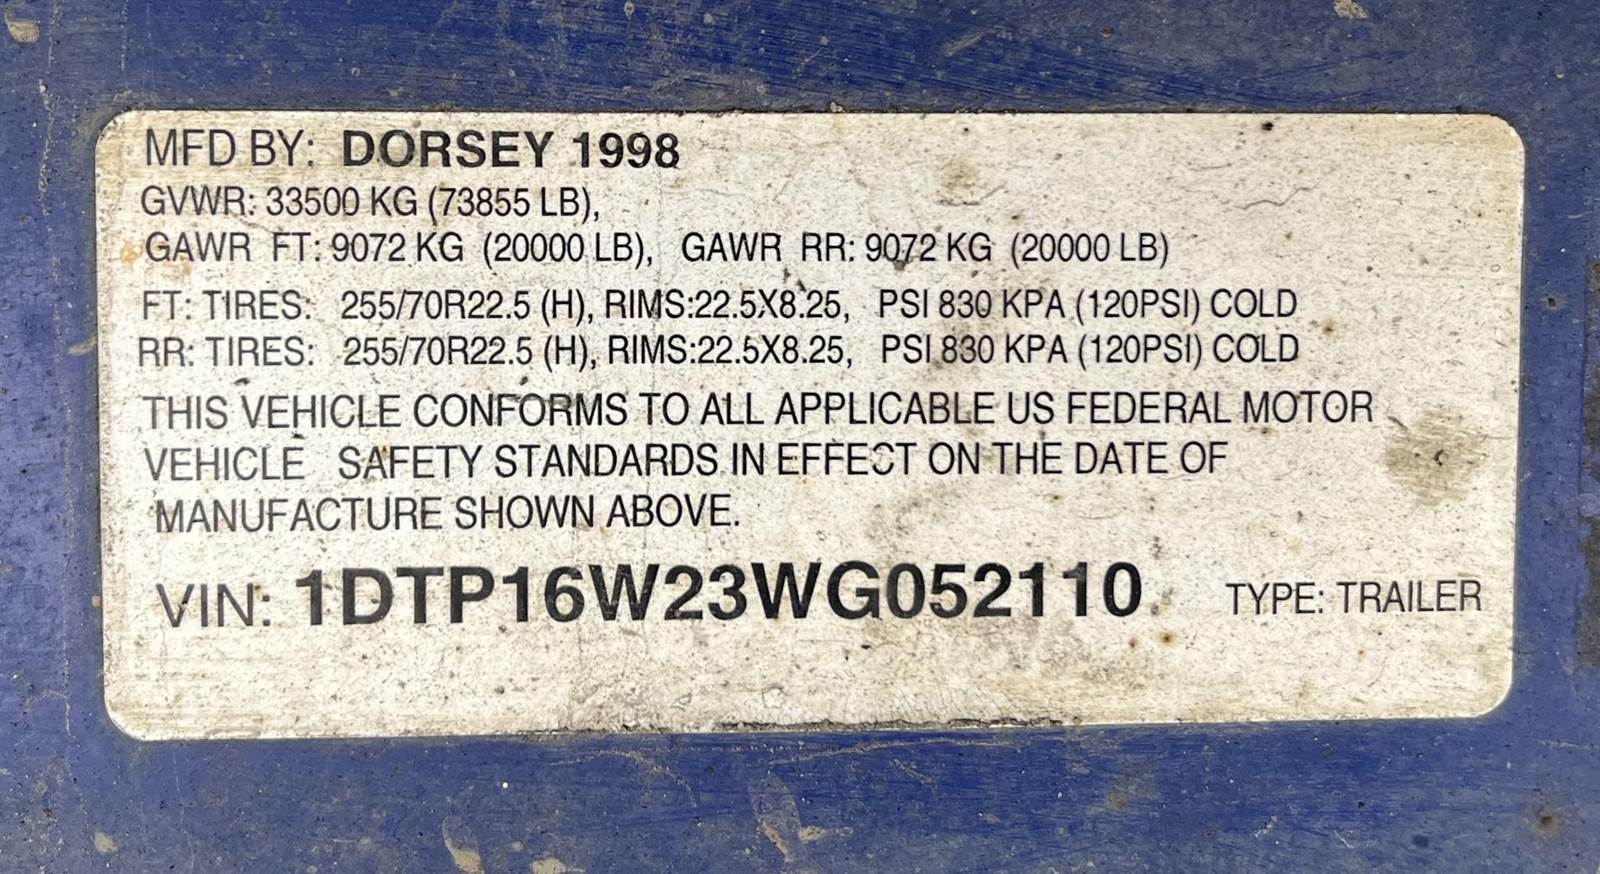 MFD BY: DORSEY 1998
GVWR: 33500 KG (73855 LB),
GAWR FT: 9072 KG (20000 LB), GAWR RR: 9072 KG (20000 LB)
FT: TIRES: 255/70R22.5 (H), RIMS:22.5X8.25, PSI 830 KPA (120PSI) COLD
RR: TIRES: 255/70R22.5 (H), RIMS:22.5X8.25, PSI 830 KPA (120PSI) COLD
THIS VEHICLE CONFORMS TO ALL APPLICABLE US FEDERAL MOTOR
VEHICLE SAFETY STANDARDS IN EFFECT ON THE DATE OF
MANUFACTURE SHOWN ABOVE.
VIN: 1DTP16W23WG052110 TYPE: TRAILER